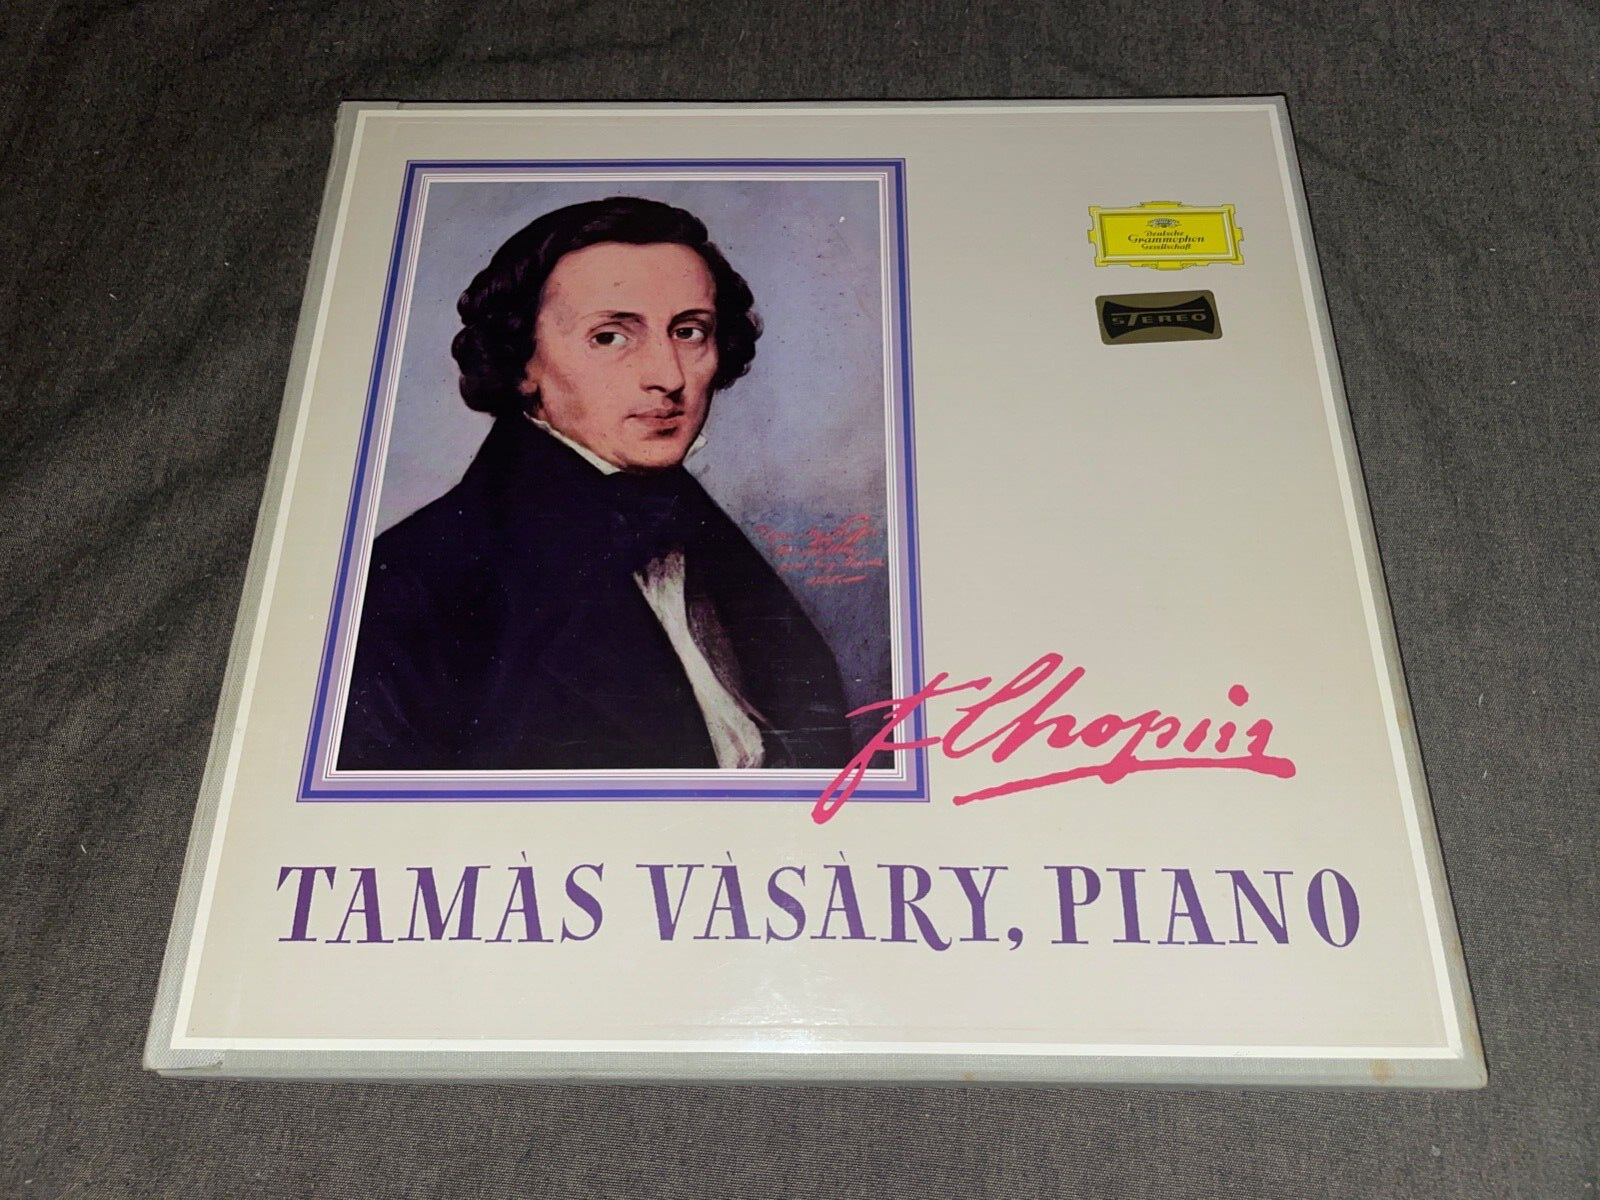 Deutsche
Grammophon
Gesellschaft
STEREO
F Chopin
TAMÀS VÀSÀRY, PIANO